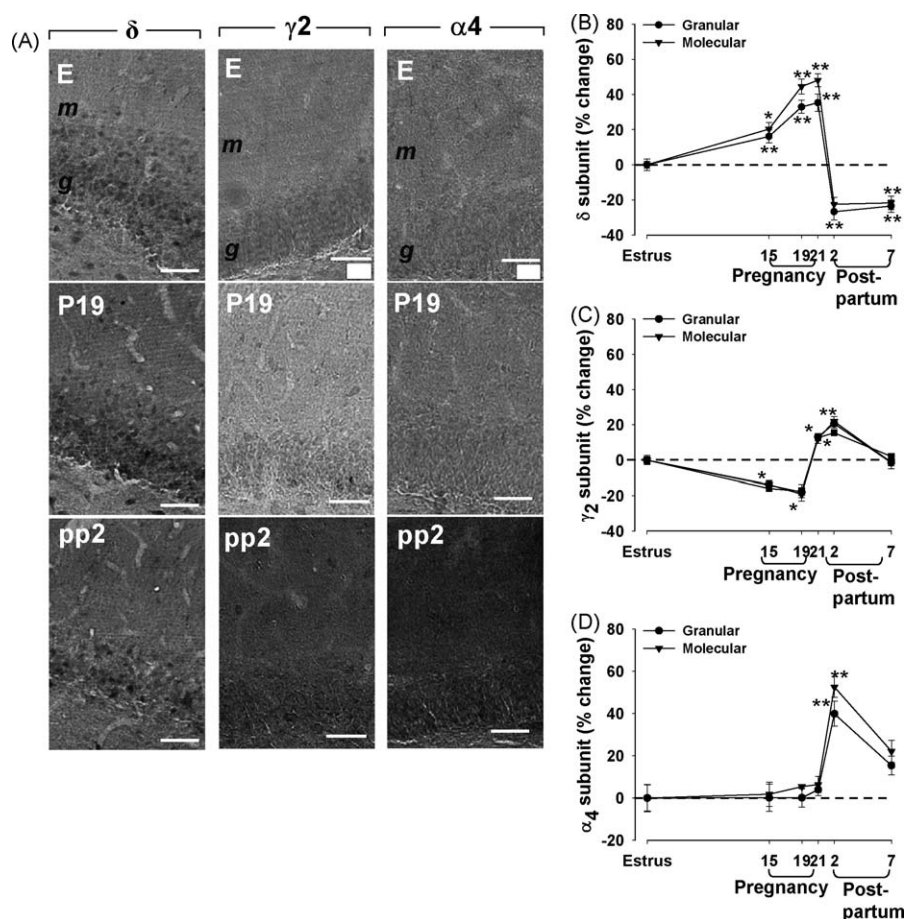 (A)
δ γ2 α4
E E E
m m
m
g g g
P19 P19 P19
pp2 pp2 pp2
(B)
Granular
Molecular
δ subunit (% change)
80
60
40
20
0
-20
-40
* ** ** **
** ** ** **
**
Estrus 15 19 21 2 7
Pregnancy Post-
partum
(C)
Granular
Molecular
γ2 subunit (% change)
80
60
40
20
0
-20
-40
* * * ** *
Estrus 15 19 21 2 7
Pregnancy Post-
partum
(D)
Granular
Molecular
α4 subunit (% change)
80
60
40
20
0
-20
** **
Estrus 15 19 21 2 7
Pregnancy Post-
partum